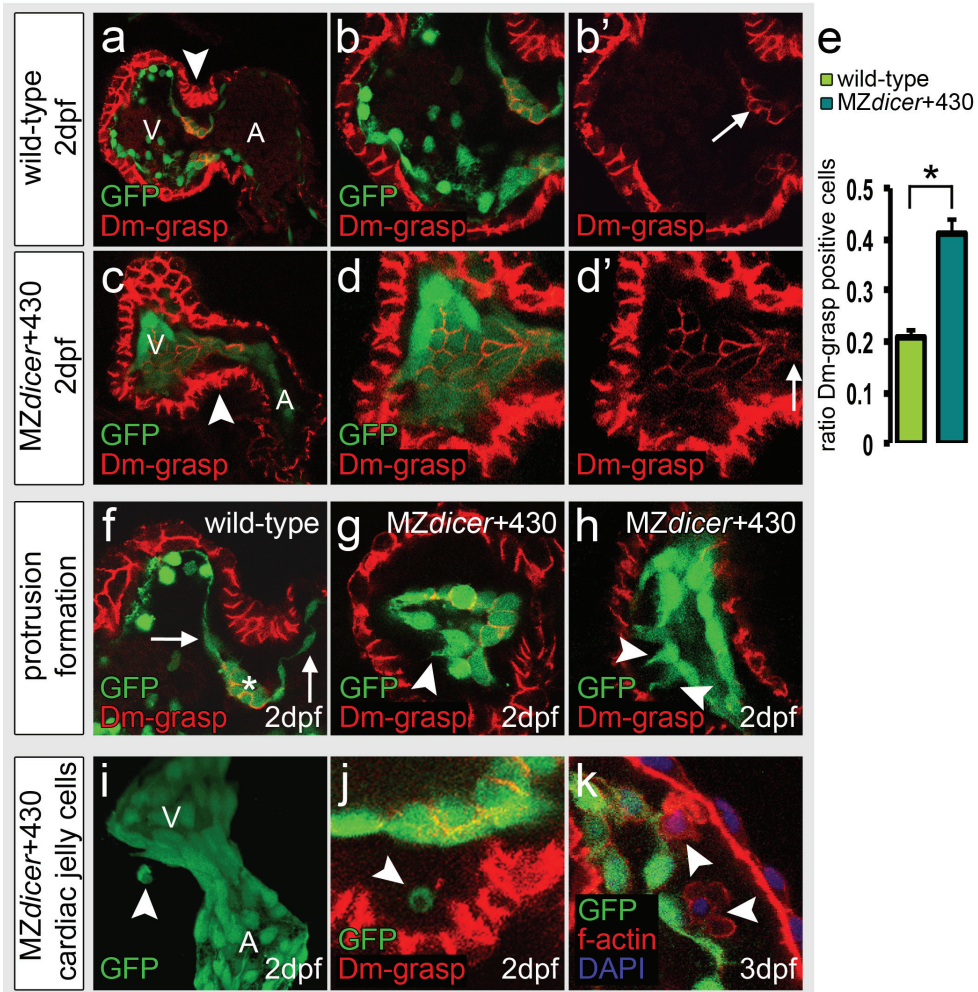 wild-type
2dpf
a
V
A
GFP
Dm-grasp
b
GFP
Dm-grasp
b’
Dm-grasp
e
wild-type
MZdicer+430
*
ratio Dm-grasp positive cells
0.5
0.4
0.3
0.2
0.1
0
MZdicer+430
2dpf
c
V
A
GFP
Dm-grasp
d
GFP
Dm-grasp
d’
Dm-grasp
protrusion
formation
f
wild-type
*
GFP
Dm-grasp
2dpf
g
MZdicer+430
GFP
Dm-grasp
2dpf
h
MZdicer+430
GFP
Dm-grasp
2dpf
MZdicer+430
cardiac jelly cells
i
V
A
GFP
2dpf
j
GFP
Dm-grasp
2dpf
k
GFP
f-actin
DAPI
3dpf